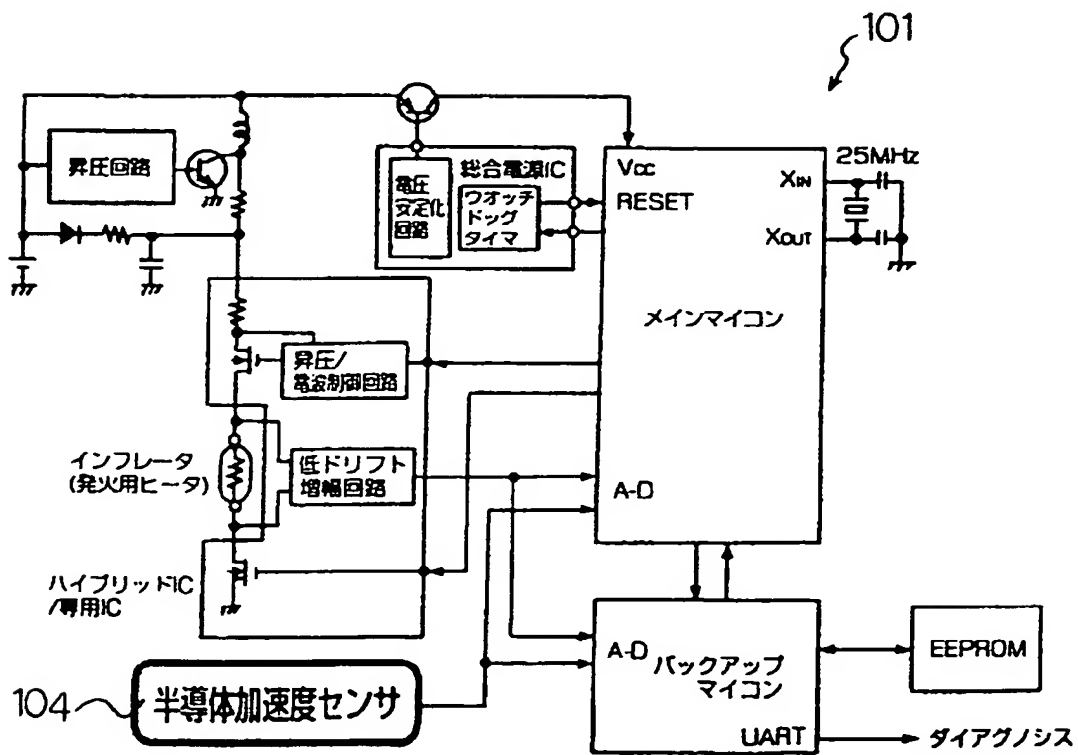 101
昇圧回路
電圧
安定化
回路
総合電源IC
ウオッチ
ドッグ
タイマ
Vcc
RESET
XIN
XOUT
25MHz
メインマイコン
昇圧/
電波制御回路
インフレータ
(発火用ヒータ)
低ドリフト
増幅回路
A-D
ハイブリッドIC
/専用IC
A-D
バックアップ
マイコン
UART
EEPROM
ダイアグノシス
104
半導体加速度センサ